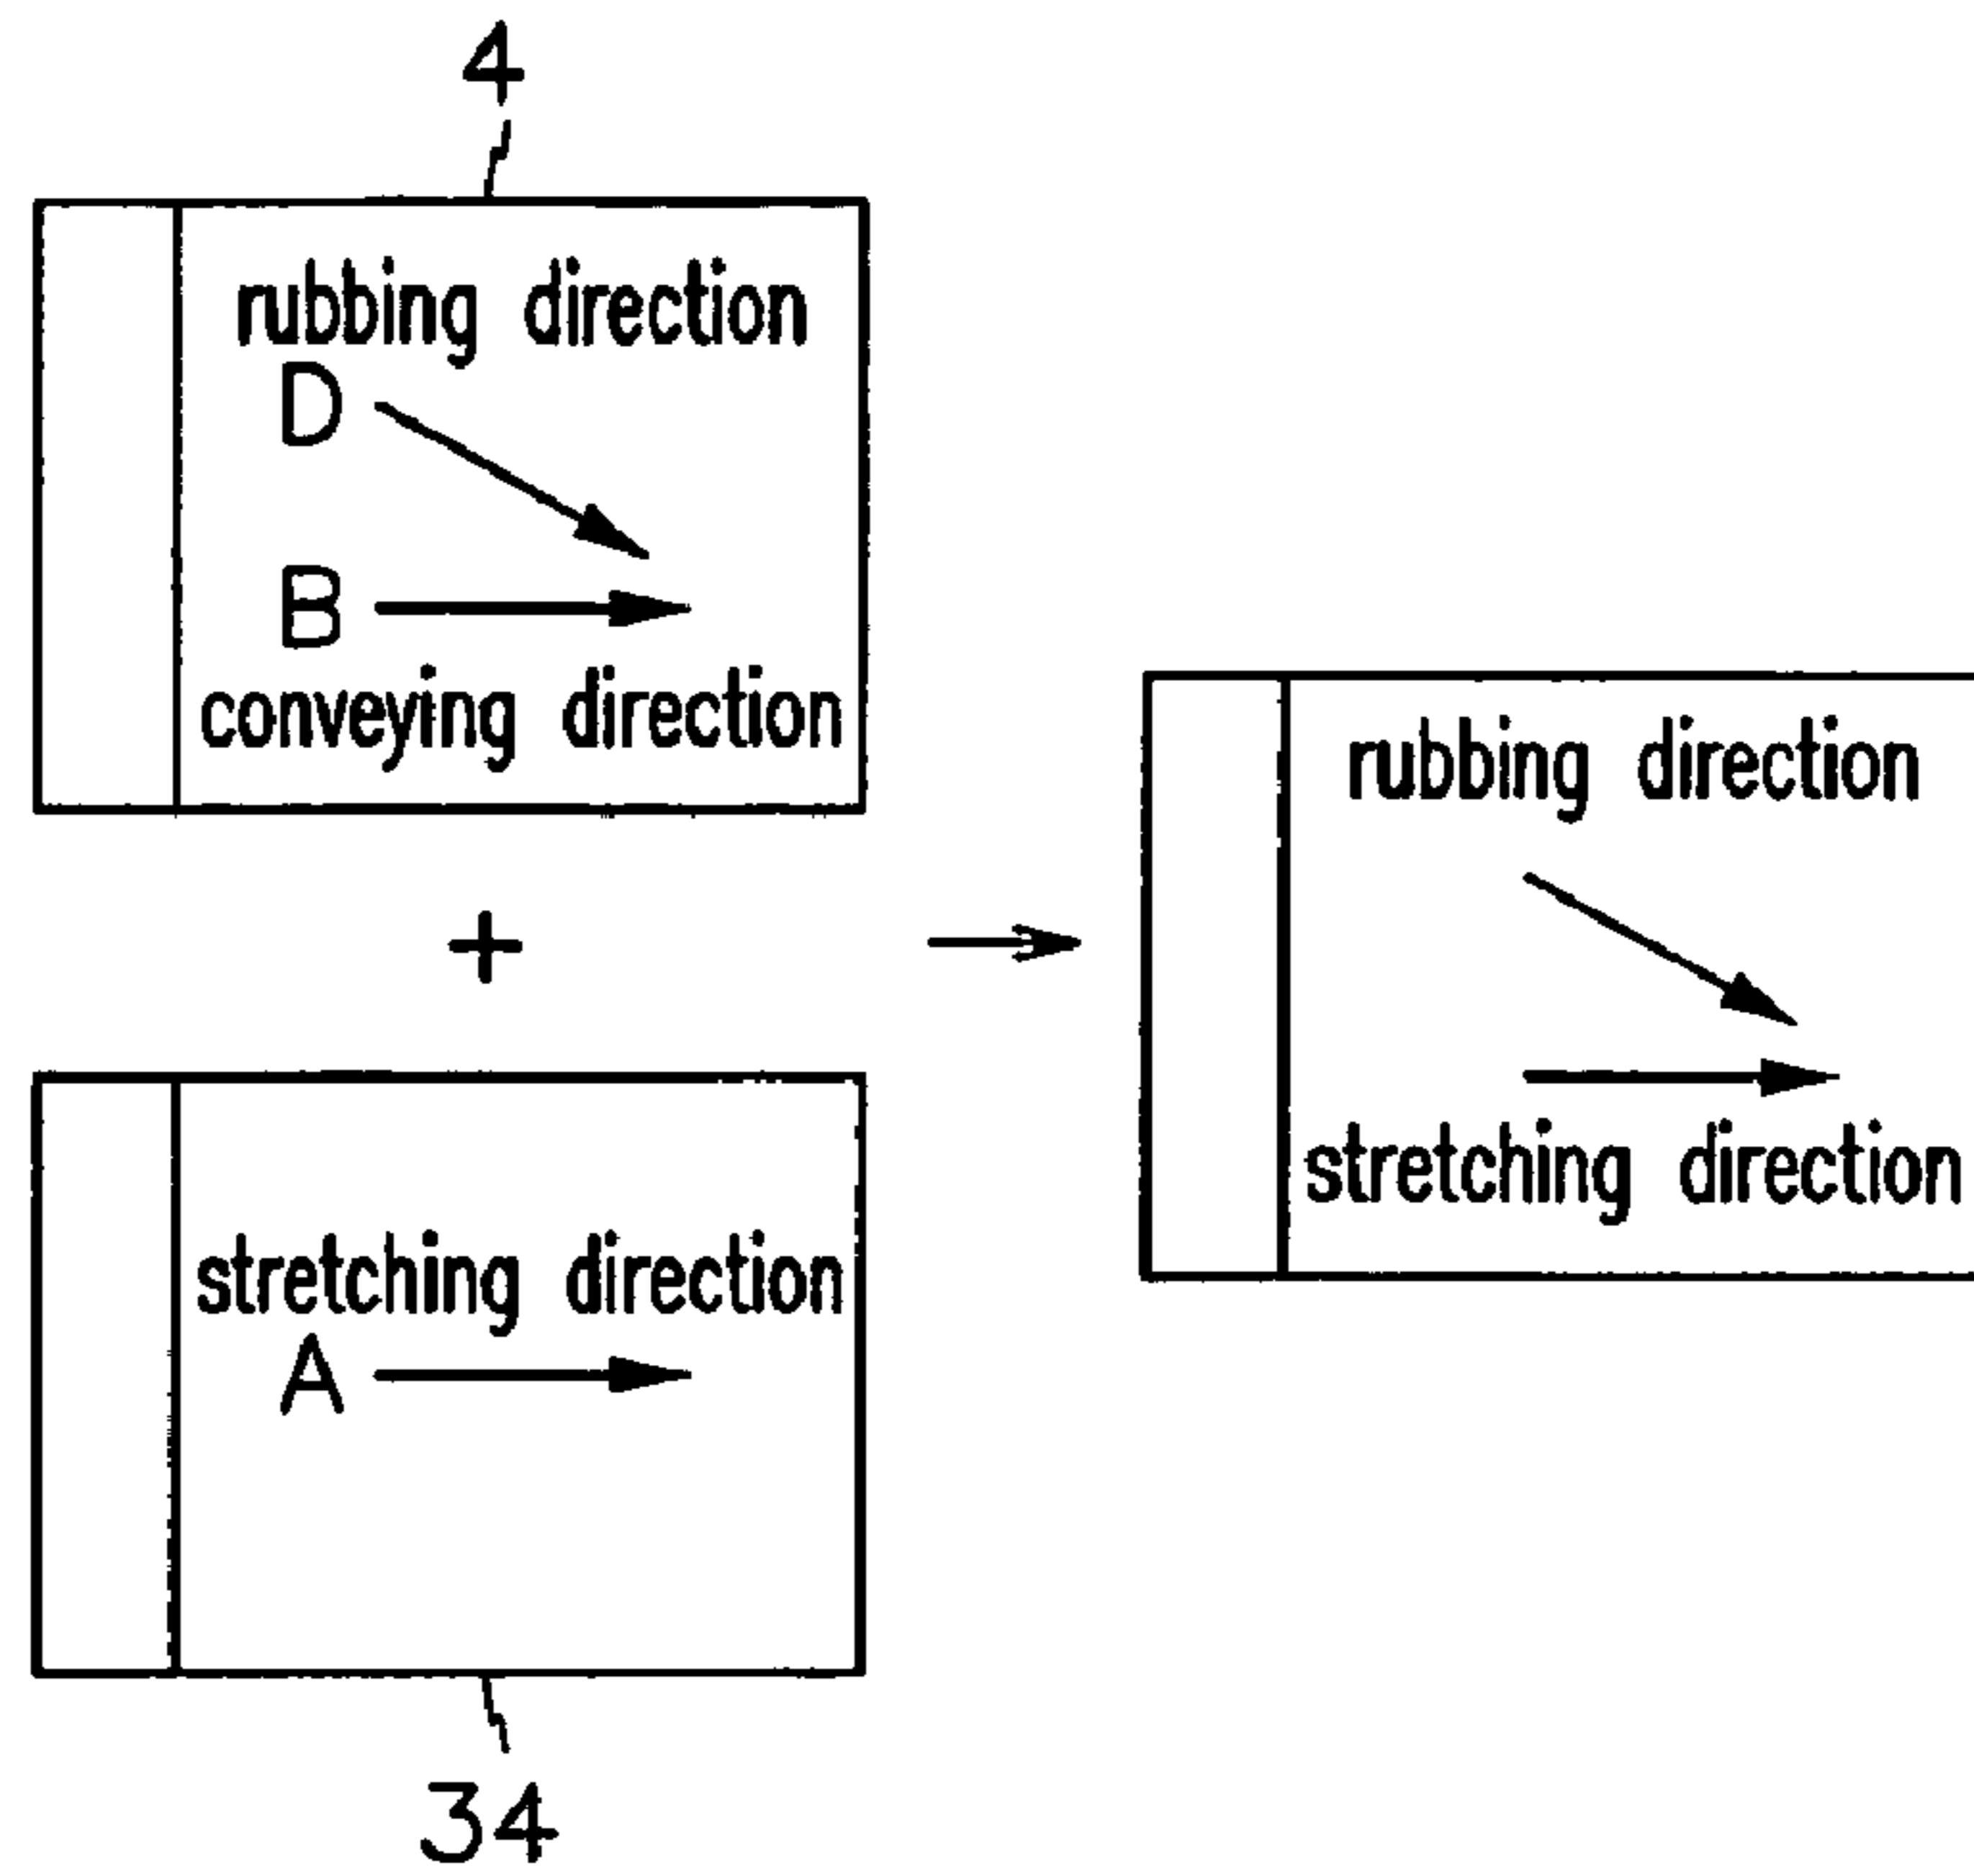 4
rubbing direction
D
B
conveying direction
+
stretching direction
A
34
rubbing direction
stretching direction